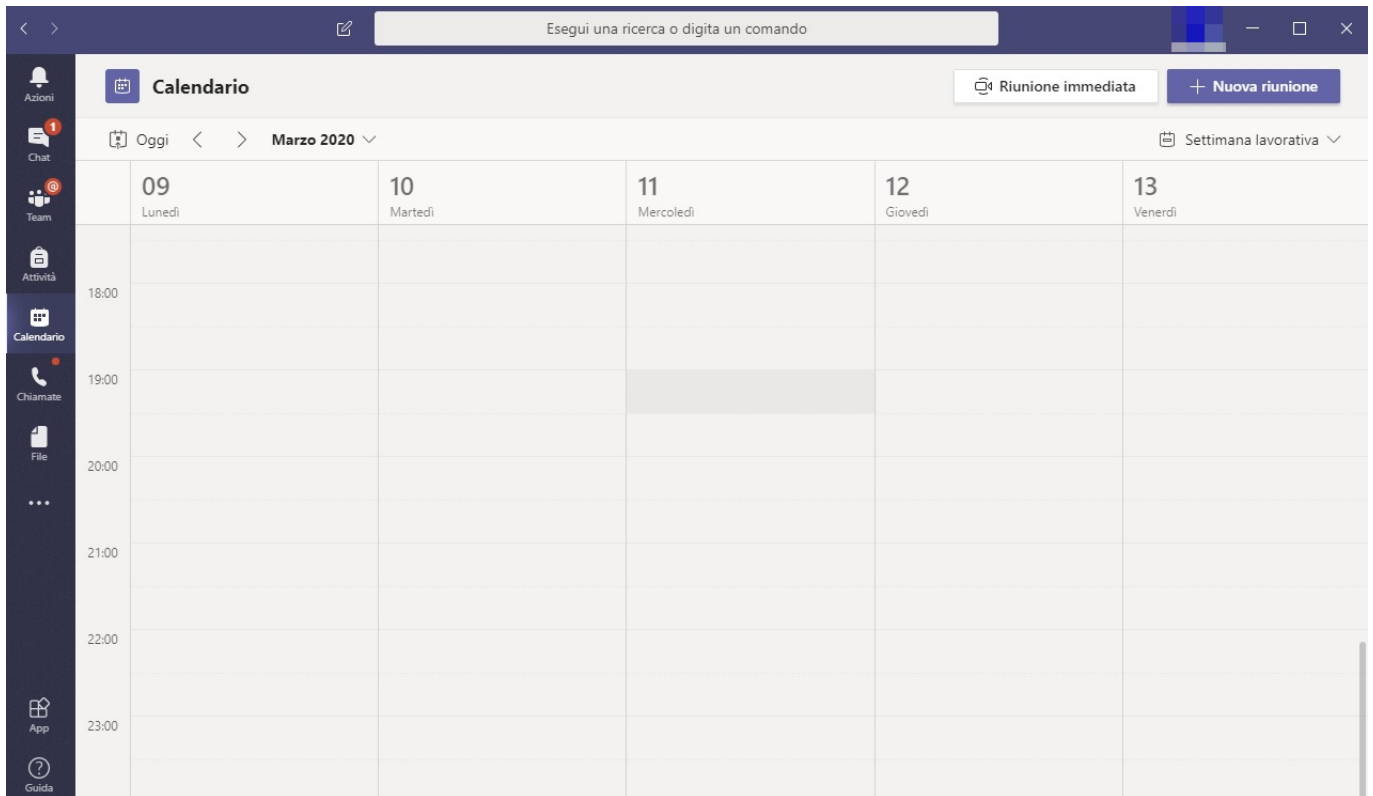 Esegui una ricerca o digita un comando
Azioni
Calendario
Riunione immediata
Nuova riunione
1
Chat
Oggi
Marzo 2020
Settimana lavorativa
@
Team
09
10
11
12
13
Lunedì
Martedì
Mercoledì
Giovedì
Venerdì
Attività
18:00
Calendario
19:00
Chiamate
File
20:00
21:00
22:00
App
23:00
Guida